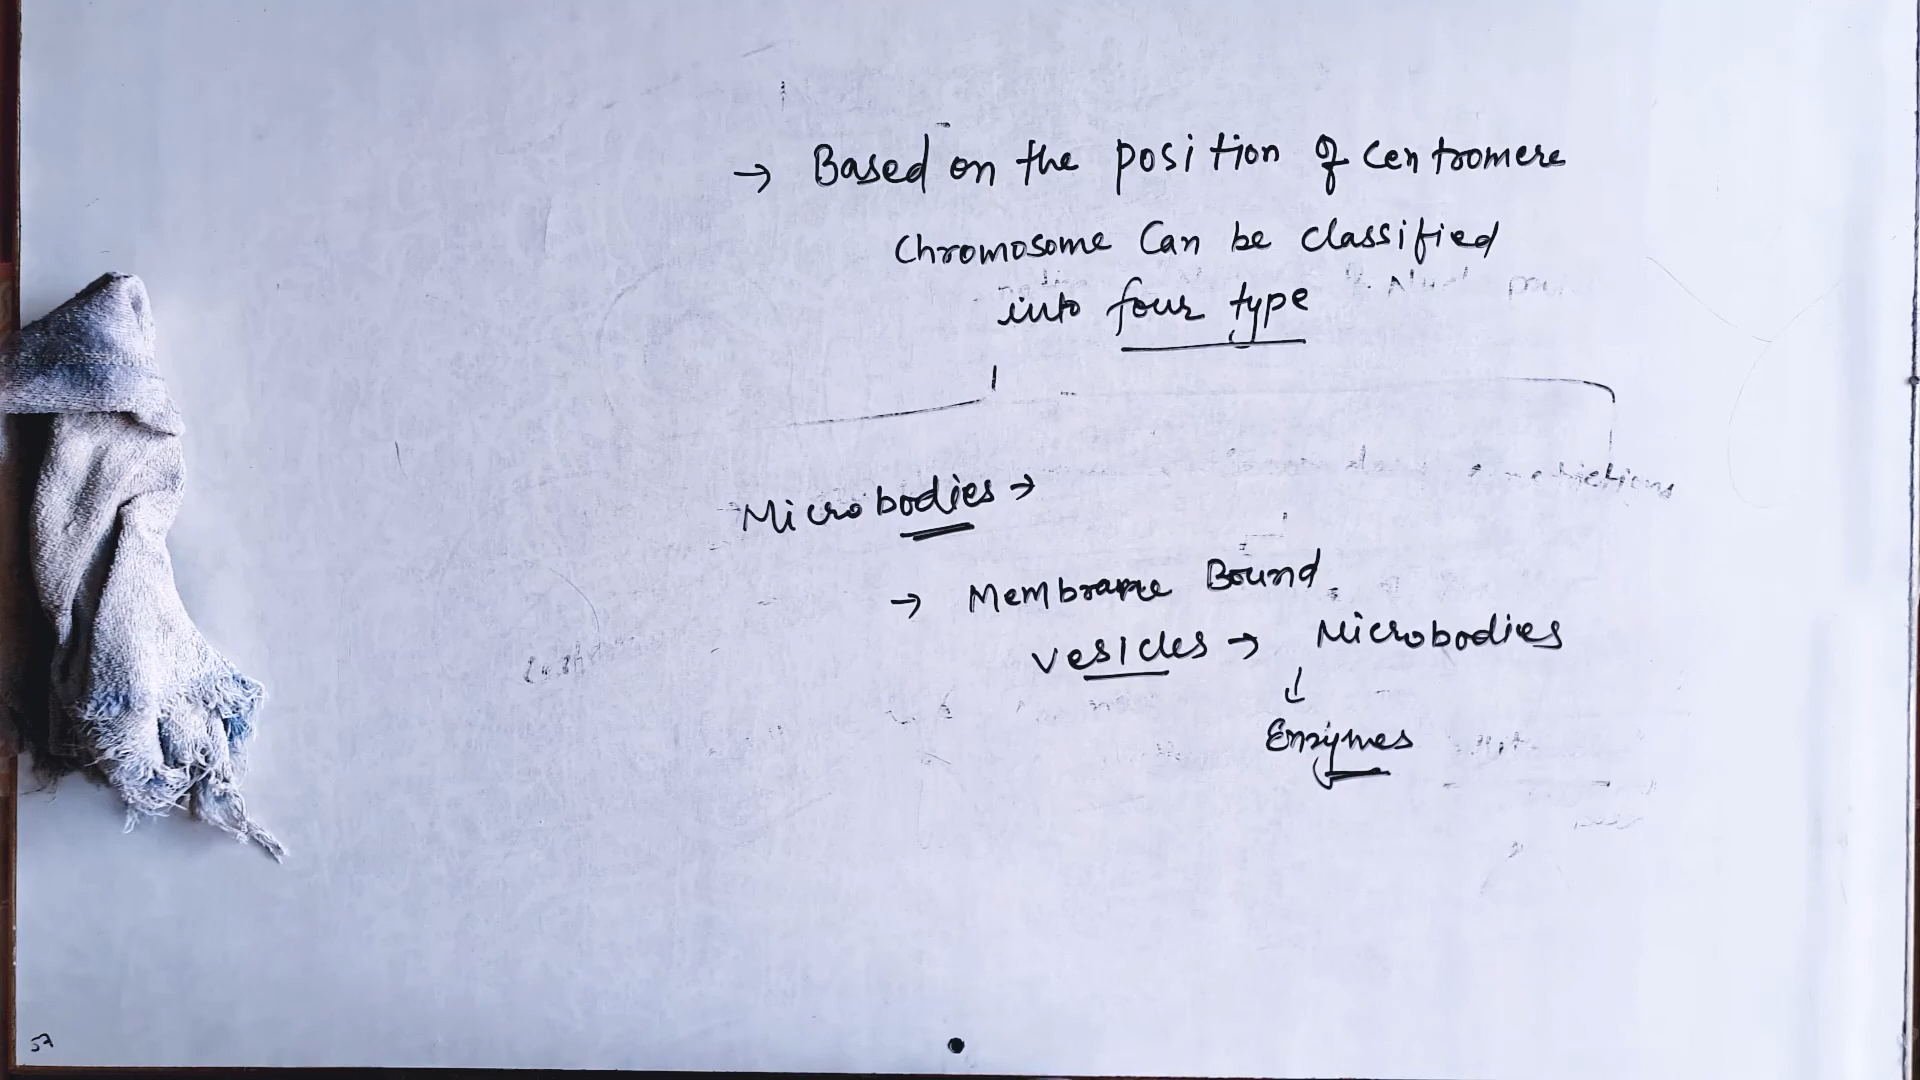 → Based on the position of centromere
Chromosome Can be classified
into four type
Microbodies →
→ Membrane Bound
vesicles → Microbodies
↓
Enzymes
57